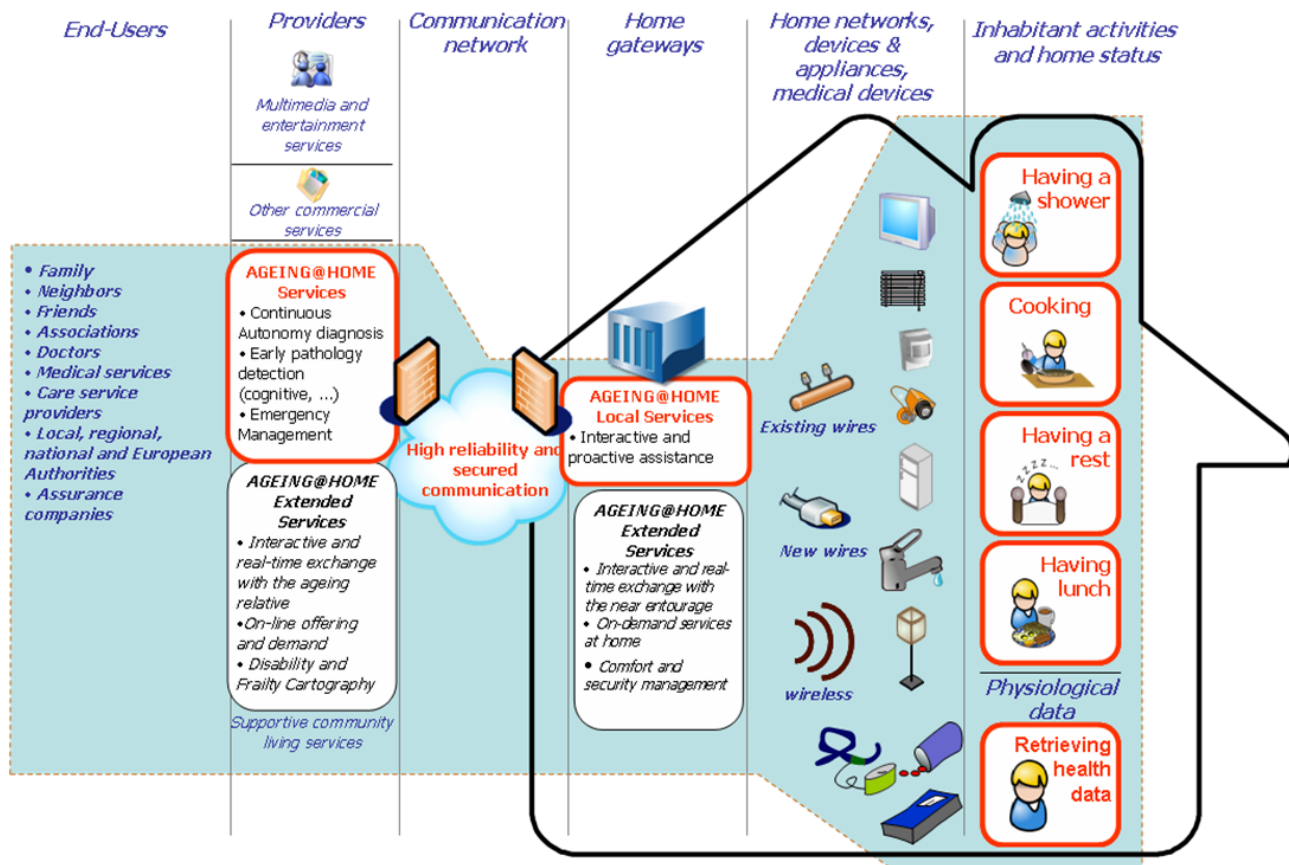 End-Users
Providers
Communication
network
Home
gateways
Home networks,
devices &
appliances,
medical devices
Inhabitant activities
and home status
Multimedia and
entertainment
services
Other commercial
services
• Family
• Neighbors
• Friends
• Associations
• Doctors
• Medical services
• Care service
providers
• Local, regional,
national and European
Authorities
• Assurance
companies
AGEING@HOME
Services
• Continuous
Autonomy diagnosis
• Early pathology
detection
(cognitive, ...)
• Emergency
Management
AGEING@HOME
Extended
Services
• Interactive and
real-time exchange
with the ageing
relative
•On-line offering
and demand
• Disability and
Frailty Cartography
Supportive community
living services
High reliability and
secured
communication
AGEING@HOME
Local Services
• Interactive and
proactive assistance
AGEING@HOME
Extended
Services
• Interactive and real-
time exchange with
the near entourage
• On-demand services
at home
• Comfort and
security management
Existing wires
New wires
wireless
Having a
shower
Cooking
Having a
rest
zzzz...
Having
lunch
Physiological
data
Retrieving
health
data